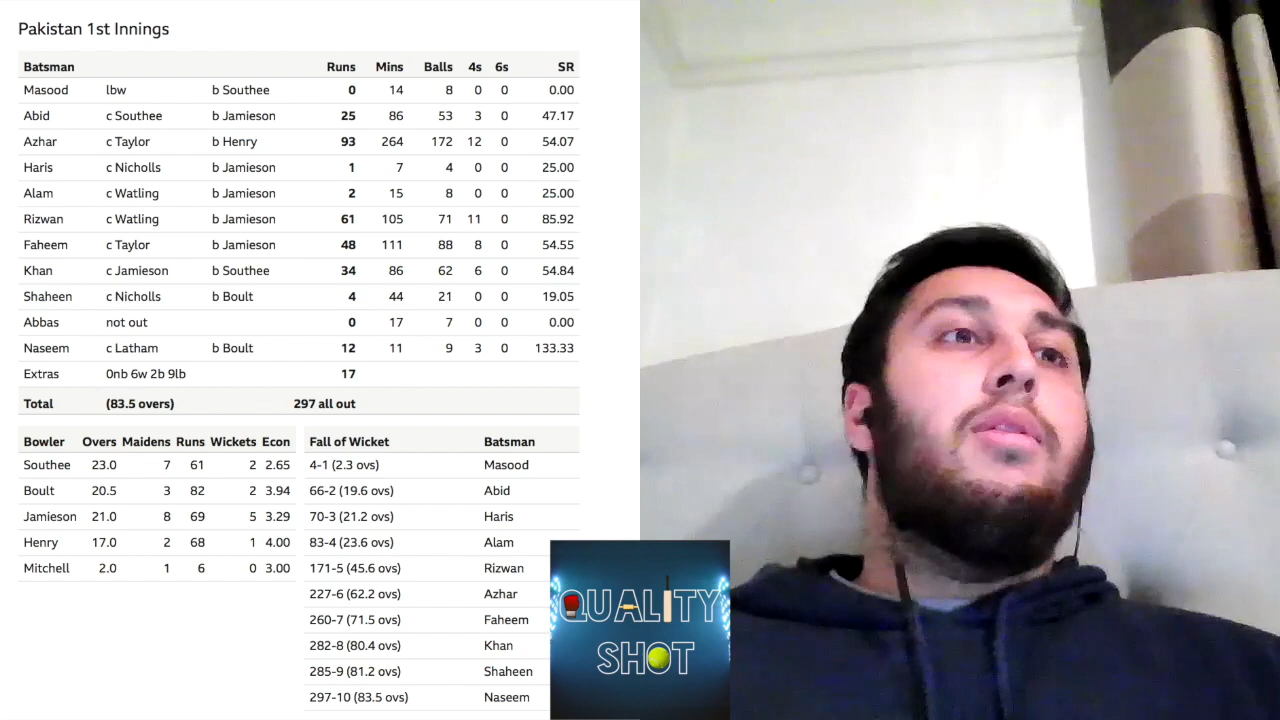 Pakistan 1st Innings
Batsman Runs Mins Balls 4s 6s SR
Masood lbw b Southee 0 14 8 0 0 0.00
Abid c Southee b Jamieson 25 86 53 3 0 47.17
Azhar c Taylor b Henry 93 264 172 12 0 54.07
Haris c Nicholls b Jamieson 1 7 4 0 0 25.00
Alam c Watling b Jamieson 2 15 8 0 0 25.00
Rizwan c Watling b Jamieson 61 105 71 11 0 85.92
Faheem c Taylor b Jamieson 48 111 88 8 0 54.55
Khan c Jamieson b Southee 34 86 62 6 0 54.84
Shaheen c Nicholls b Boult 4 44 21 0 0 19.05
Abbas not out 0 17 7 0 0 0.00
Naseem c Latham b Boult 12 11 9 3 0 133.33
Extras 0nb 6w 2b 9lb 17
Total (83.5 overs) 297 all out
Bowler Overs Maidens Runs Wickets Econ
Southee 23.0 7 61 2 2.65
Boult 20.5 3 82 2 3.94
Jamieson 21.0 8 69 5 3.29
Henry 17.0 2 68 1 4.00
Mitchell 2.0 1 6 0 3.00
Fall of Wicket Batsman
4-1 (2.3 ovs) Masood
66-2 (19.6 ovs) Abid
70-3 (21.2 ovs) Haris
83-4 (23.6 ovs) Alam
171-5 (45.6 ovs) Rizwan
227-6 (62.2 ovs) Azhar
260-7 (71.5 ovs) Faheem
282-8 (80.4 ovs) Khan
285-9 (81.2 ovs) Shaheen
297-10 (83.5 ovs) Naseem
QUALITY
SHOT